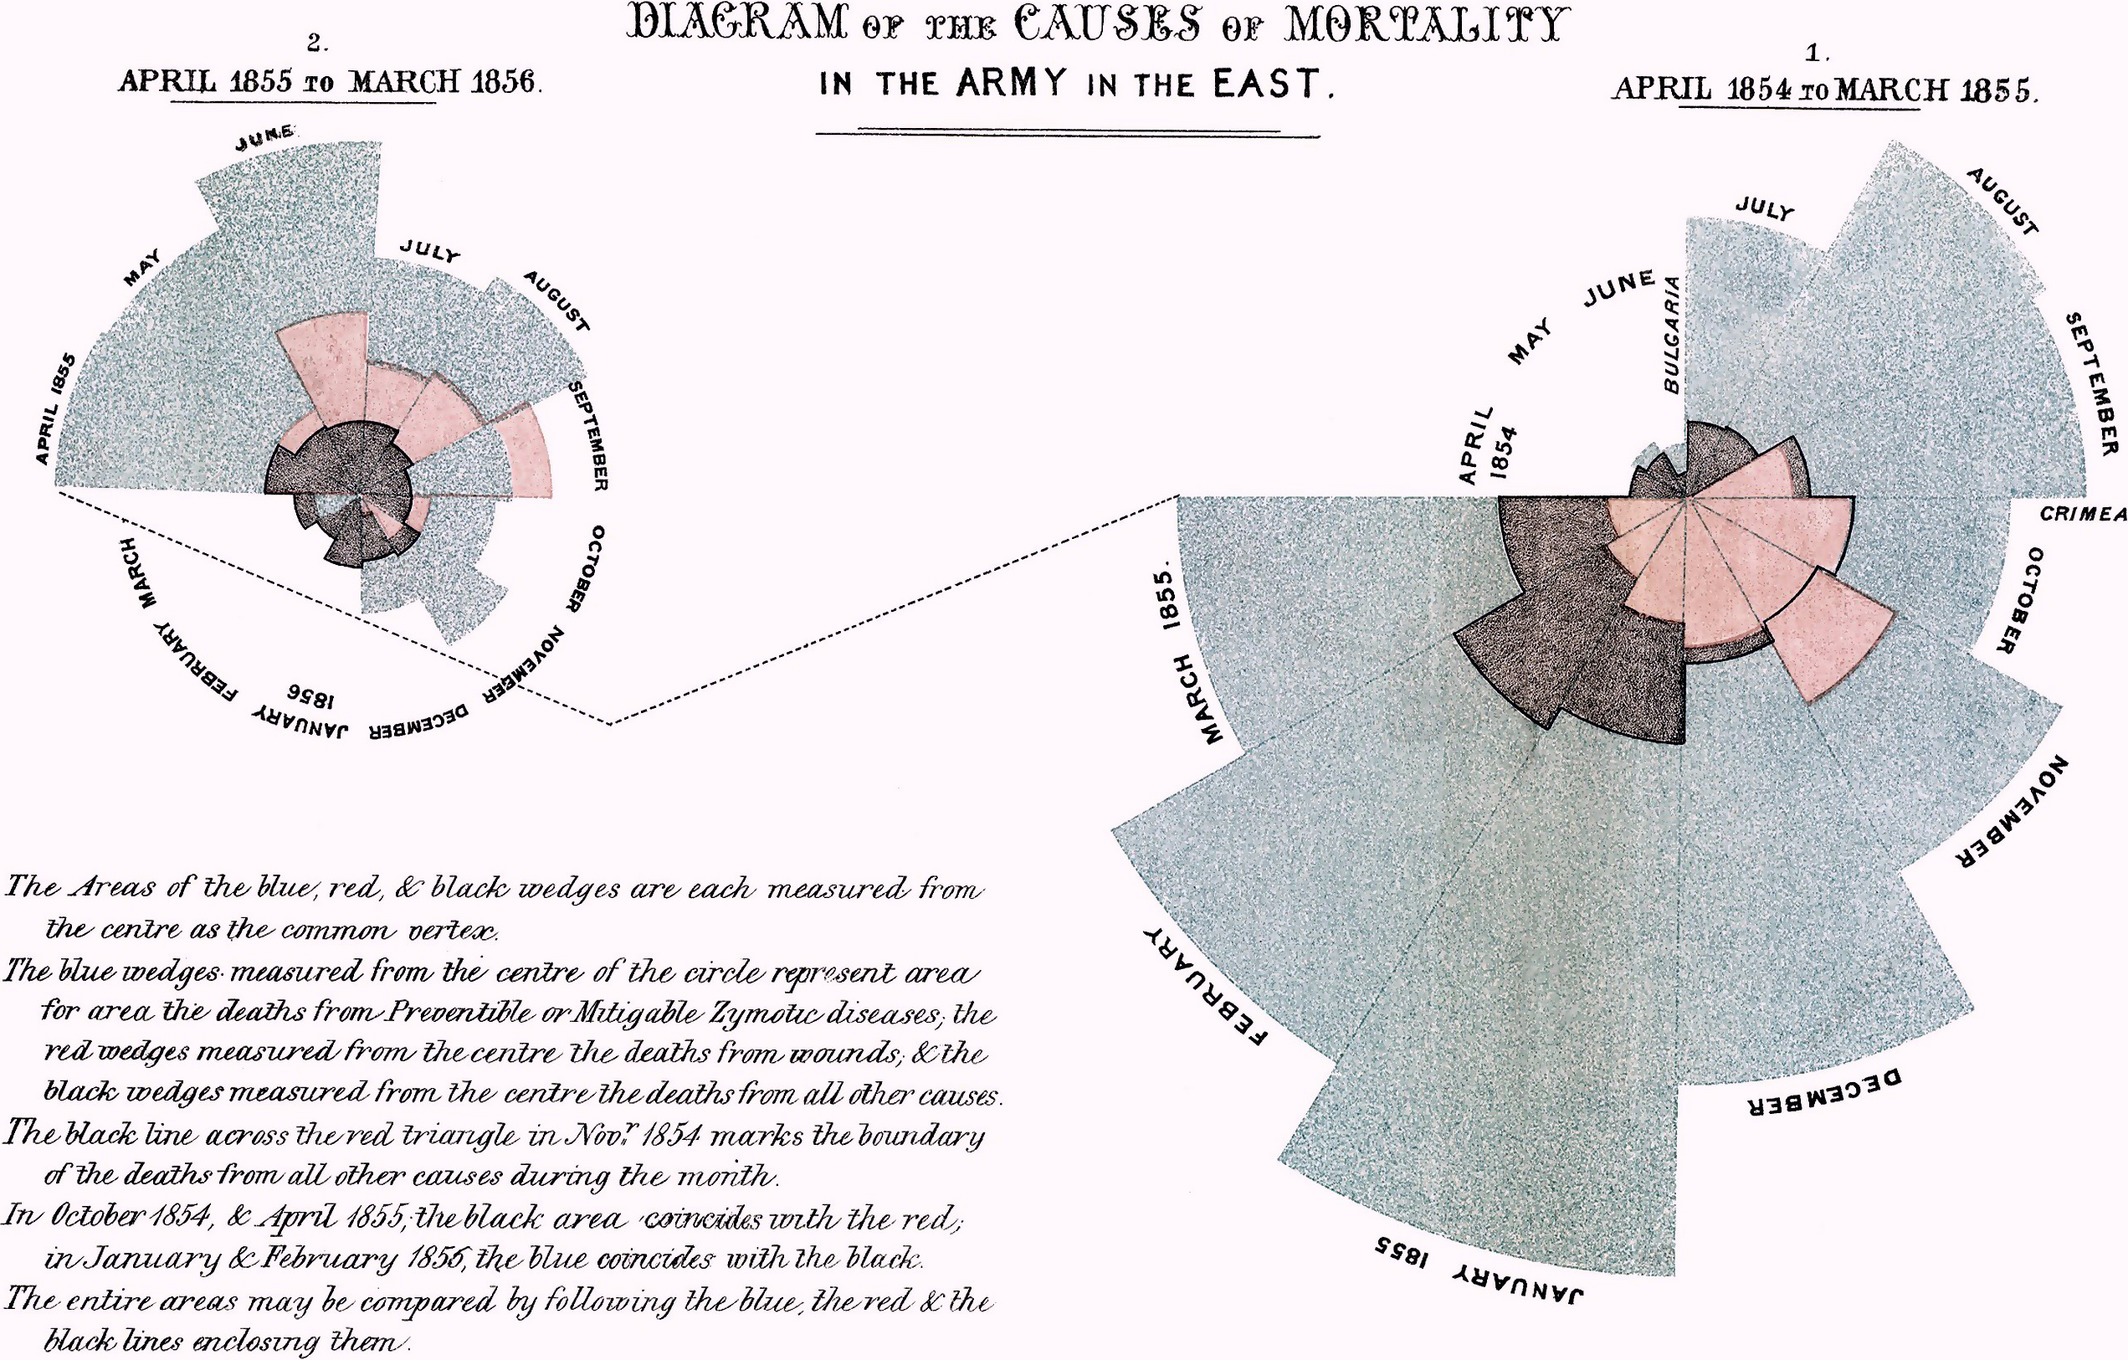 DIAGRAM OF THE CAUSES OF MORTALITY
IN THE ARMY IN THE EAST.
2.
APRIL 1855 TO MARCH 1856.
1.
APRIL 1854 TO MARCH 1855.
APRIL 1855
MAY
JUNE
JULY
AUGUST
SEPTEMBER
OCTOBER
NOVEMBER
DECEMBER
JANUARY
1856
FEBRUARY
MARCH
APRIL
1854
MAY
JUNE
BULGARIA
JULY
AUGUST
SEPTEMBER
CRIMEA
OCTOBER
NOVEMBER
DECEMBER
JANUARY 1855
FEBRUARY
MARCH 1855.
The Areas of the blue, red, & black wedges are each measured from
the centre as the common vertex.
The blue wedges measured from the centre of the circle represent area
for area the deaths from Preventible or Mitigable Zymotic diseases; the
red wedges measured from the centre the deaths from wounds; & the
black wedges measured from the centre the deaths from all other causes.
The black line across the red triangle in Novr. 1854 marks the boundary
of the deaths from all other causes during the month.
In October 1854, & April 1855, the black area coincides with the red;
in January & February 1856, the blue coincides with the black.
The entire areas may be compared by following the blue, the red & the
black lines enclosing them.